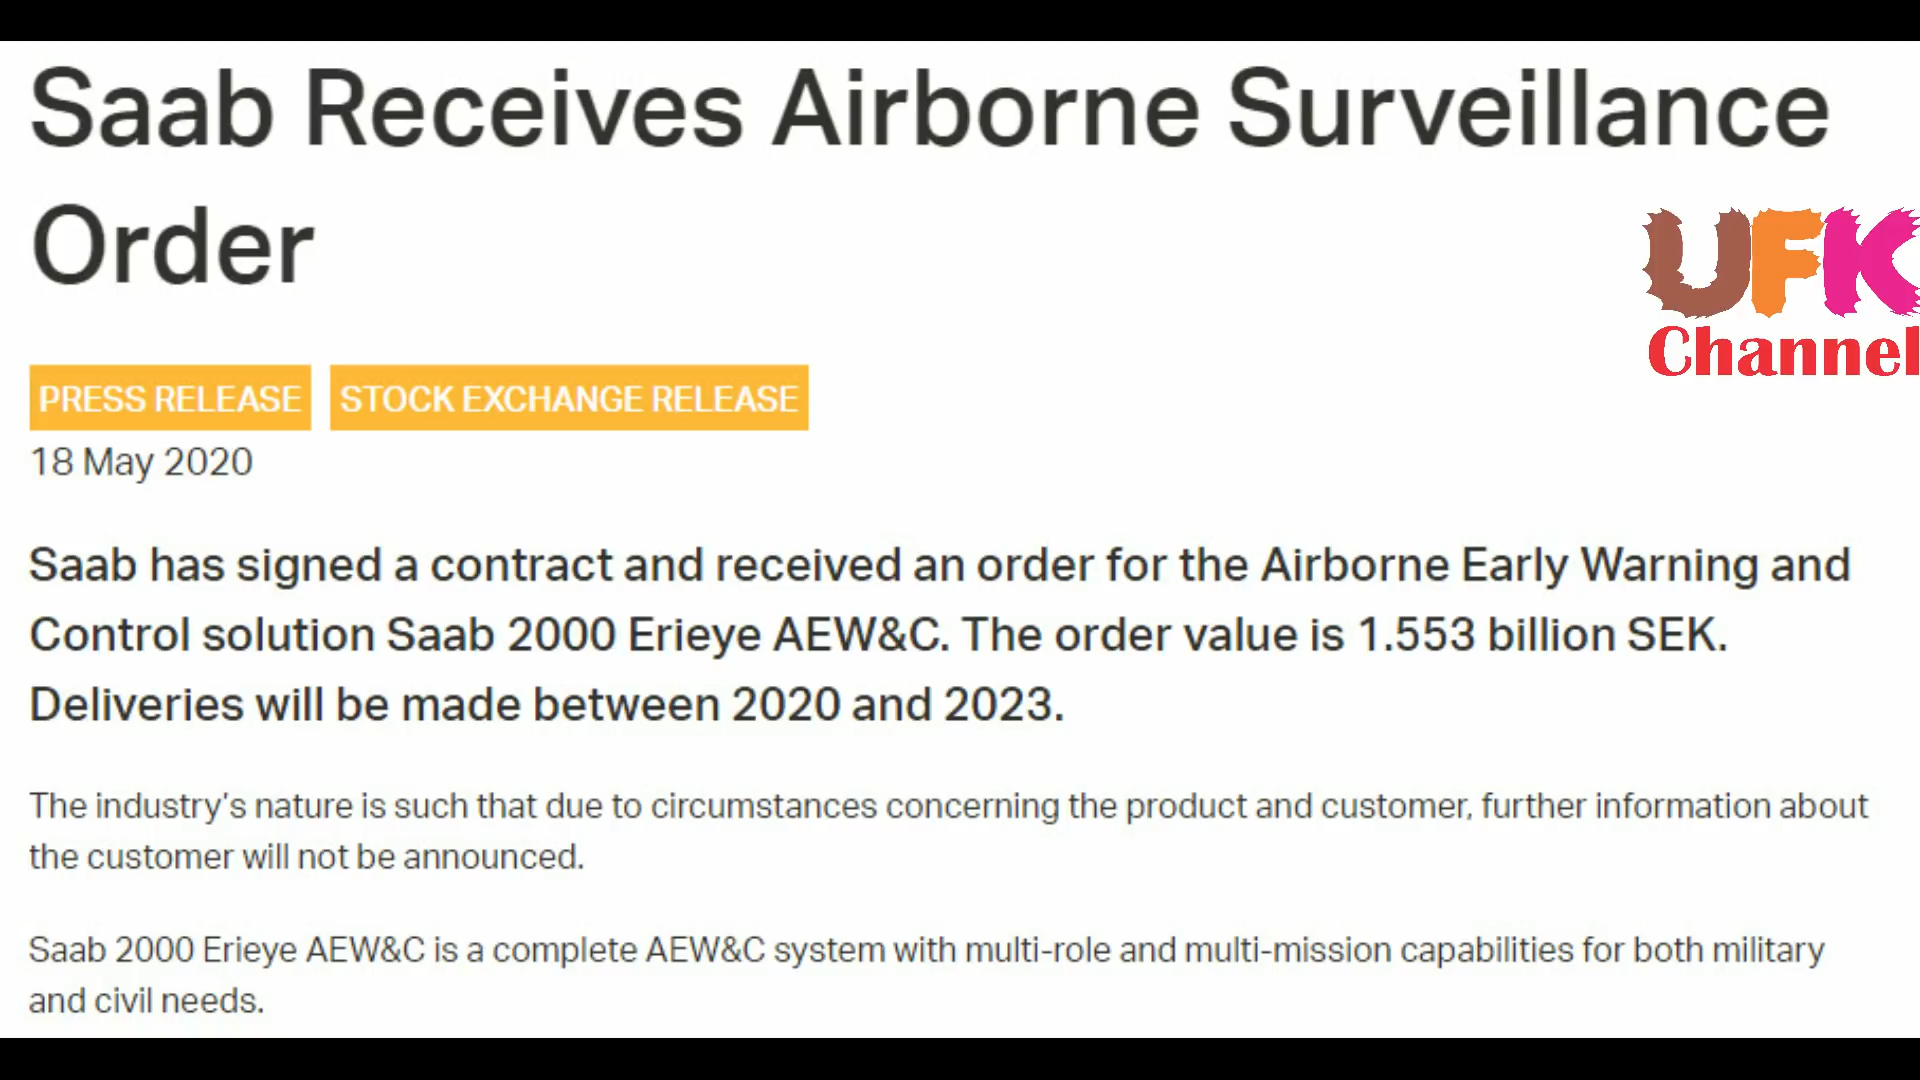 Saab Receives Airborne Surveillance
Order
UFK
Channel
PRESS RELEASE STOCK EXCHANGE RELEASE
18 May 2020
Saab has signed a contract and received an order for the Airborne Early Warning and
Control solution Saab 2000 Erieye AEW&C. The order value is 1.553 billion SEK.
Deliveries will be made between 2020 and 2023.
The industry's nature is such that due to circumstances concerning the product and customer, further information about
the customer will not be announced.
Saab 2000 Erieye AEW&C is a complete AEW&C system with multi-role and multi-mission capabilities for both military
and civil needs.